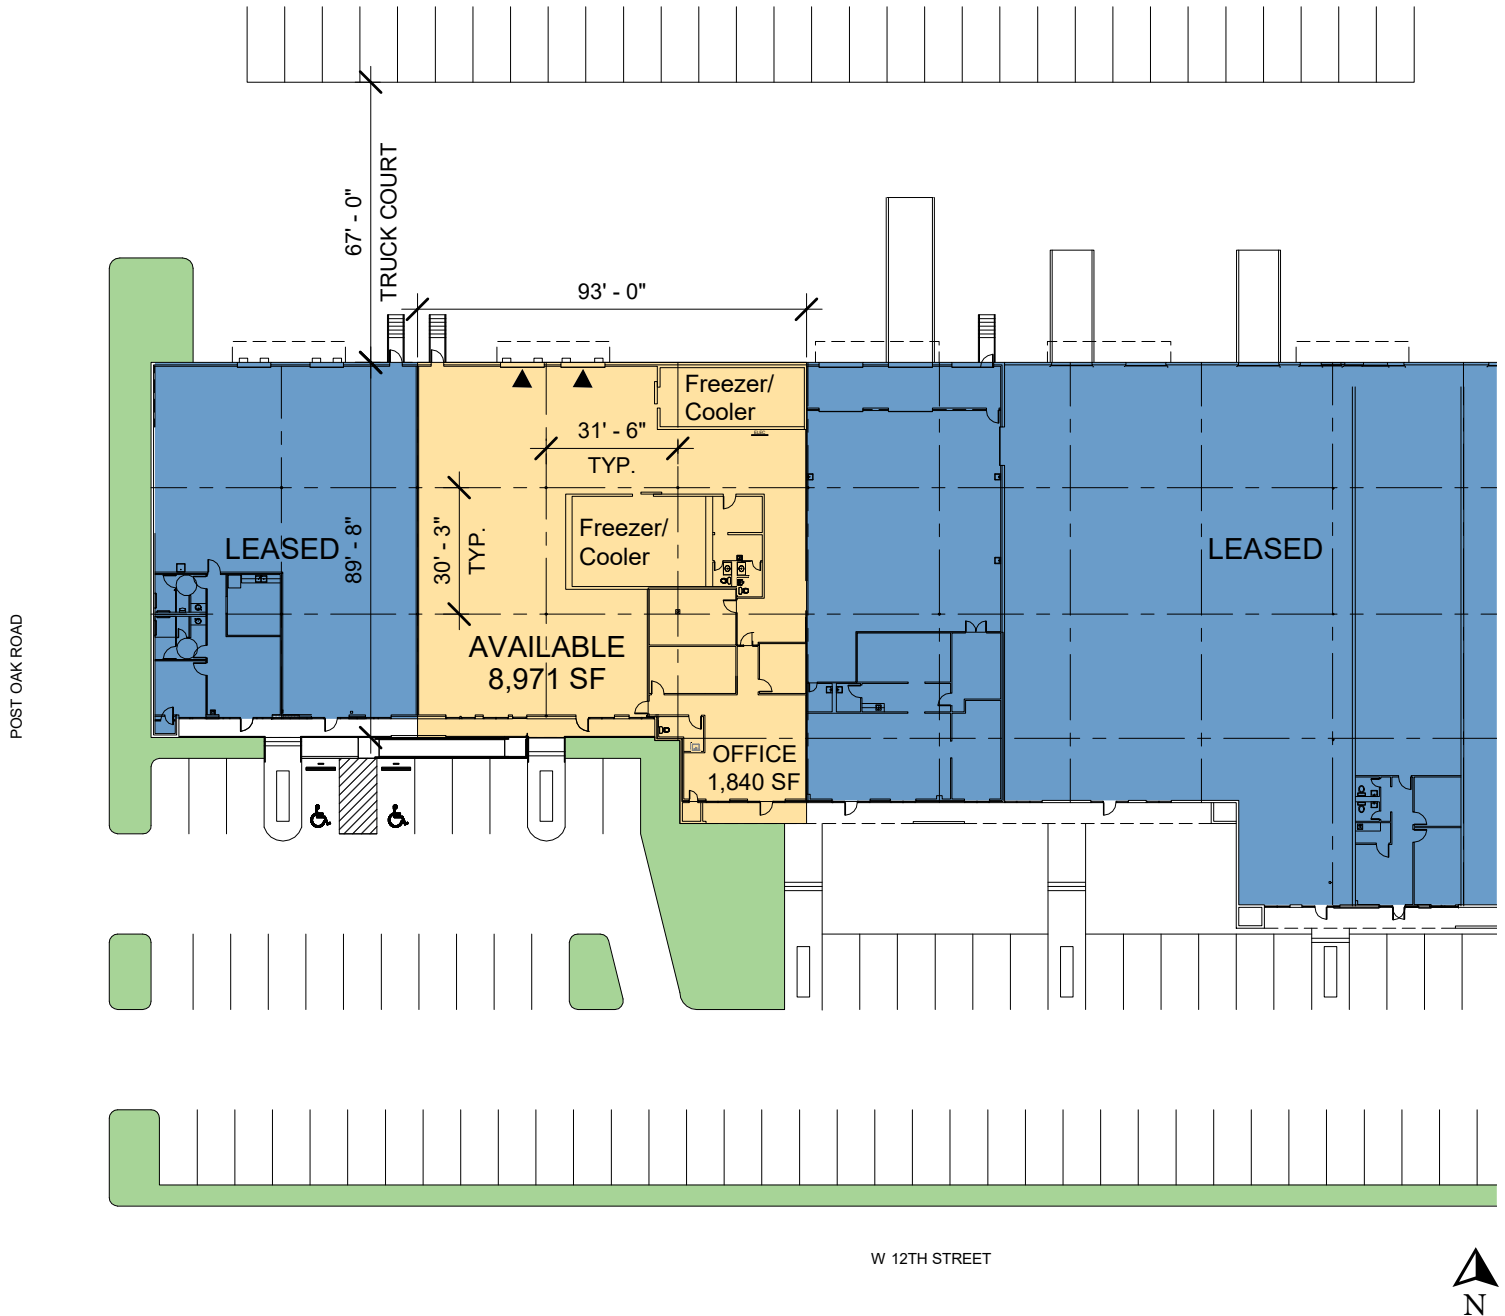 67' - 0"
TRUCK COURT
93' - 0"
Freezer/
Cooler
31' - 6"
TYP.
LEASED
89' - 8"
30' - 3"
TYP.
Freezer/
Cooler
LEASED
AVAILABLE
8,971 SF
OFFICE
1,840 SF
POST OAK ROAD
W 12TH STREET
N